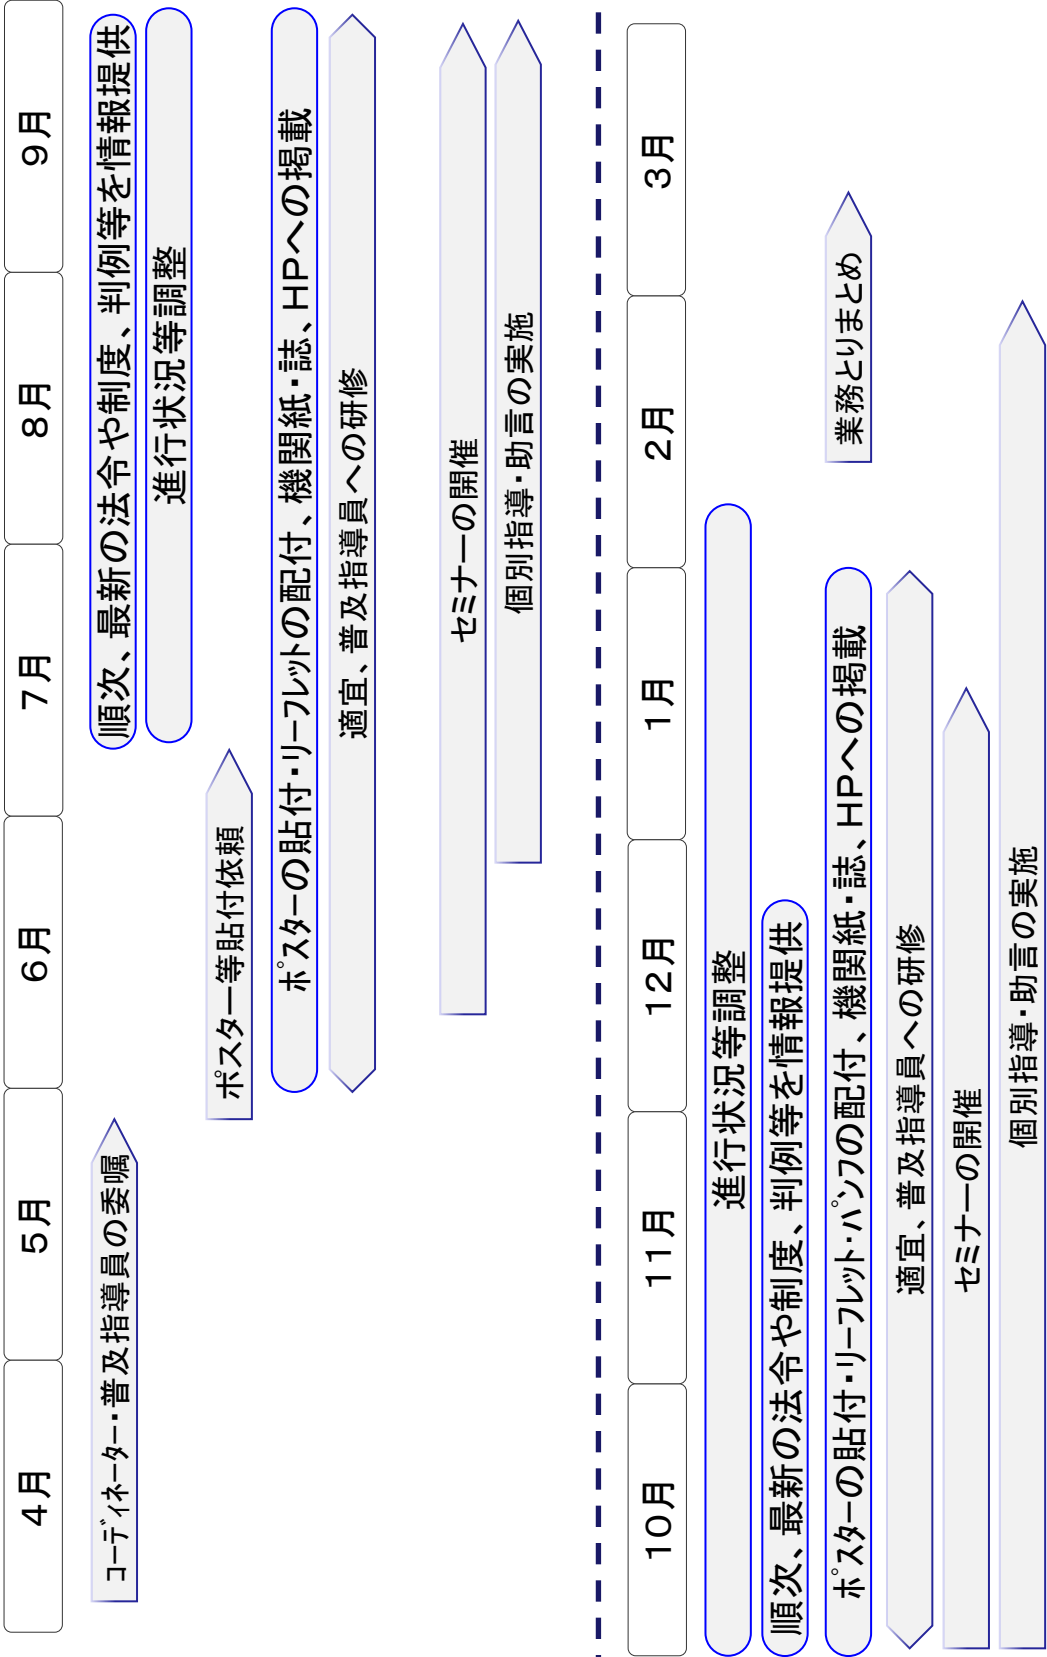 4月
5月
6月
7月
8月
9月
コーディネーター・普及指導員の委嘱
順次、最新の法令や制度、判例等を情報提供
進行状況等調整
ポスター等貼付依頼
ポスターの貼付・リーフレットの配付、機関紙・誌、HPへの掲載
適宜、普及指導員への研修
セミナーの開催
個別指導・助言の実施
10月
11月
12月
1月
2月
3月
進行状況等調整
順次、最新の法令や制度、判例等を情報提供
ポスターの貼付・リーフレット・パンフの配付、機関紙・誌、HPへの掲載
業務とりまとめ
適宜、普及指導員への研修
セミナーの開催
個別指導・助言の実施